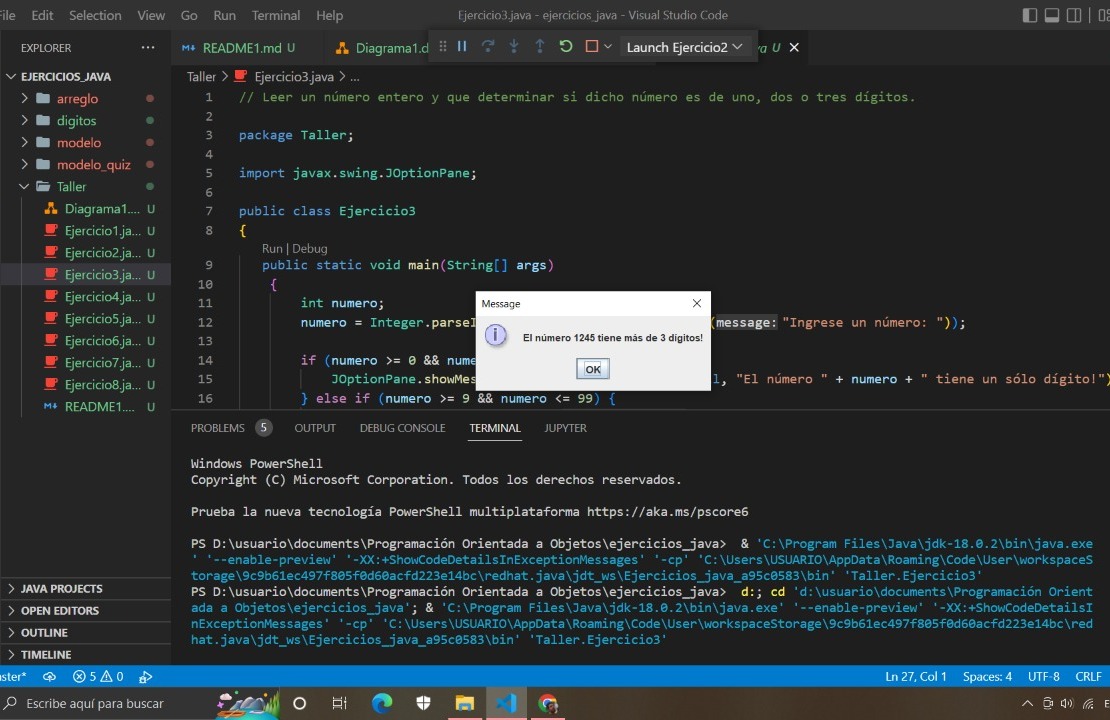 File Edit Selection View Go Run Terminal Help Ejercicio3.java - ejercicios_java - Visual Studio Code
EXPLORER ...
README1.md U Diagrama1.d Launch Ejercicio2 U
EJERCICIOS_JAVA
arreglo
digitos
modelo
modelo_quiz
Taller
Diagrama1.... U
Ejercicio1.ja... U
Ejercicio2.ja... U
Ejercicio3.ja... U
Ejercicio4.ja... U
Ejercicio5.ja... U
Ejercicio6.ja... U
Ejercicio7.ja... U
Ejercicio8.ja... U
README1.... U
JAVA PROJECTS
OPEN EDITORS
OUTLINE
TIMELINE
Taller > Ejercicio3.java > ...
1 // Leer un número entero y que determinar si dicho número es de uno, dos o tres dígitos.
2
3 package Taller;
4
5 import javax.swing.JOptionPane;
6
7 public class Ejercicio3
8 {
Run | Debug
9 public static void main(String[] args)
10 {
11 int numero;
12 numero = Integer.parseI (message: "Ingrese un número: "));
13
14 if (numero >= 0 && nume
15 JOptionPane.showMes l, "El número " + numero + " tiene un sólo dígito!")
16 } else if (numero >= 9 && numero <= 99) {
Message
El número 1245 tiene más de 3 dígitos!
OK
PROBLEMS 5 OUTPUT DEBUG CONSOLE TERMINAL JUPYTER
Windows PowerShell
Copyright (C) Microsoft Corporation. Todos los derechos reservados.
Prueba la nueva tecnología PowerShell multiplataforma https://aka.ms/pscore6
PS D:\usuario\documents\Programación Orientada a Objetos\ejercicios_java> & 'C:\Program Files\Java\jdk-18.0.2\bin\java.exe
' '--enable-preview' '-XX:+ShowCodeDetailsInExceptionMessages' '-cp' 'C:\Users\USUARIO\AppData\Roaming\Code\User\workspaceS
torage\9c9b61ec497f805f0d60acfd223e14bc\redhat.java\jdt_ws\Ejercicios_java_a95c0583\bin' 'Taller.Ejercicio3'
PS D:\usuario\documents\Programación Orientada a Objetos\ejercicios_java> d:; cd 'd:\usuario\documents\Programación Orient
ada a Objetos\ejercicios_java'; & 'C:\Program Files\Java\jdk-18.0.2\bin\java.exe' '--enable-preview' '-XX:+ShowCodeDetailsI
nExceptionMessages' '-cp' 'C:\Users\USUARIO\AppData\Roaming\Code\User\workspaceStorage\9c9b61ec497f805f0d60acfd223e14bc\red
hat.java\jdt_ws\Ejercicios_java_a95c0583\bin' 'Taller.Ejercicio3'
aster* 5 0 Ln 27, Col 1 Spaces: 4 UTF-8 CRLF
Escribe aquí para buscar